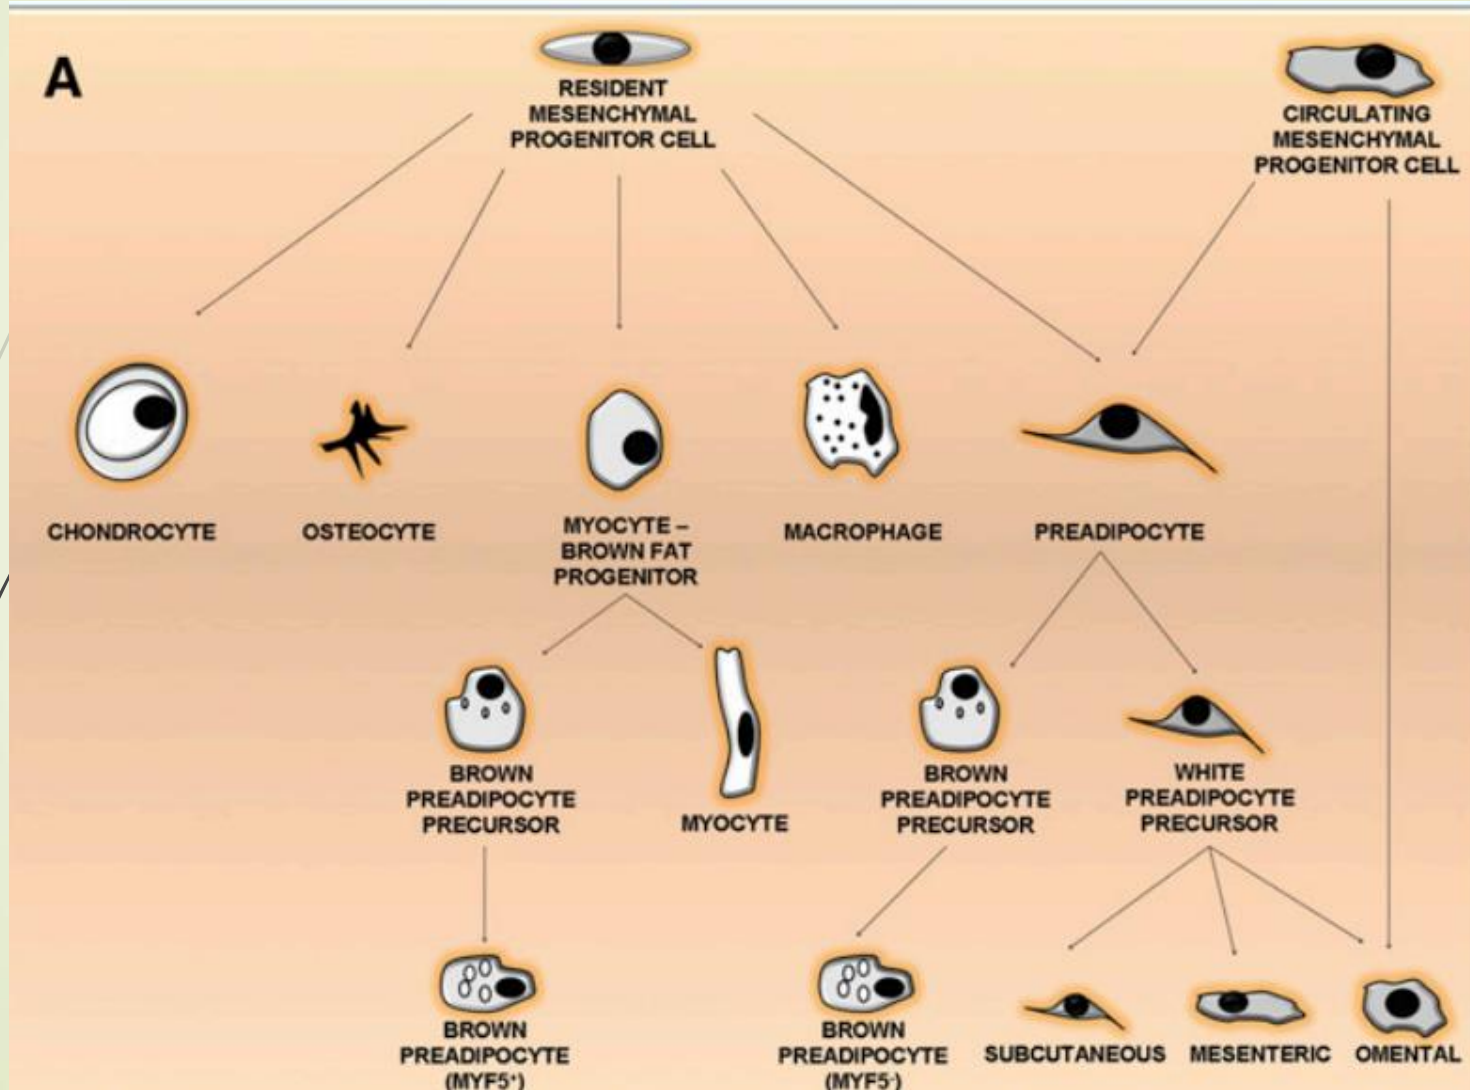 A
RESIDENT
MESENCHYMAL
PROGENITOR CELL
CIRCULATING
MESENCHYMAL
PROGENITOR CELL
CHONDROCYTE
OSTEOCYTE
MYOCYTE –
BROWN FAT
PROGENITOR
MACROPHAGE
PREADIPOCYTE
BROWN
PREADIPOCYTE
PRECURSOR
MYOCYTE
BROWN
PREADIPOCYTE
PRECURSOR
WHITE
PREADIPOCYTE
PRECURSOR
BROWN
PREADIPOCYTE
(MYF5⁺)
BROWN
PREADIPOCYTE
(MYF5⁻)
SUBCUTANEOUS
MESENTERIC
OMENTAL